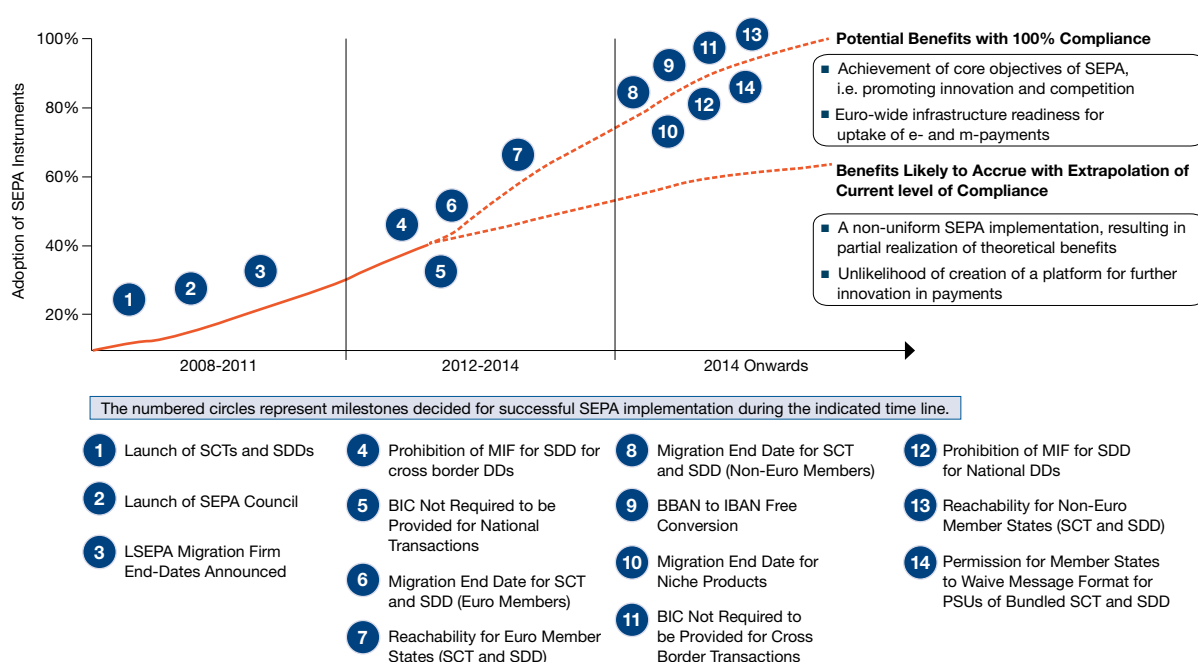 100%
80%
60%
40%
20%
Adoption of SEPA Instruments
1
2
3
4
5
6
7
8
9
10
11
12
13
14
2008-2011
2012-2014
2014 Onwards
Potential Benefits with 100% Compliance
Achievement of core objectives of SEPA,
i.e. promoting innovation and competition
Euro-wide infrastructure readiness for
uptake of e- and m-payments
Benefits Likely to Accrue with Extrapolation of
Current level of Compliance
A non-uniform SEPA implementation, resulting in
partial realization of theoretical benefits
Unlikelihood of creation of a platform for further
innovation in payments
The numbered circles represent milestones decided for successful SEPA implementation during the indicated time line.
1 Launch of SCTs and SDDs
2 Launch of SEPA Council
3 LSEPA Migration Firm
End-Dates Announced
4 Prohibition of MIF for SDD for
cross border DDs
5 BIC Not Required to be
Provided for National
Transactions
6 Migration End Date for SCT
and SDD (Euro Members)
7 Reachability for Euro Member
States (SCT and SDD)
8 Migration End Date for SCT
and SDD (Non-Euro Members)
9 BBAN to IBAN Free
Conversion
10 Migration End Date for
Niche Products
11 BIC Not Required to
be Provided for Cross
Border Transactions
12 Prohibition of MIF for SDD
for National DDs
13 Reachability for Non-Euro
Member States (SCT and SDD)
14 Permission for Member States
to Waive Message Format for
PSUs of Bundled SCT and SDD